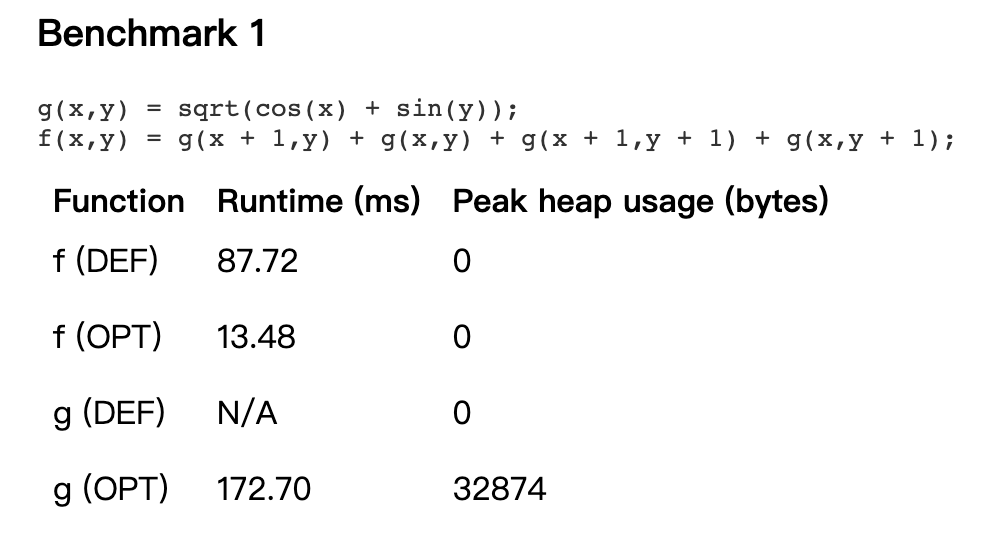 Benchmark 1
g(x,y) = sqrt(cos(x) + sin(y));
f(x,y) = g(x + 1,y) + g(x,y) + g(x + 1,y + 1) + g(x,y + 1);
Function Runtime (ms) Peak heap usage (bytes)
f (DEF) 87.72 0
f (OPT) 13.48 0
g (DEF) N/A 0
g (OPT) 172.70 32874